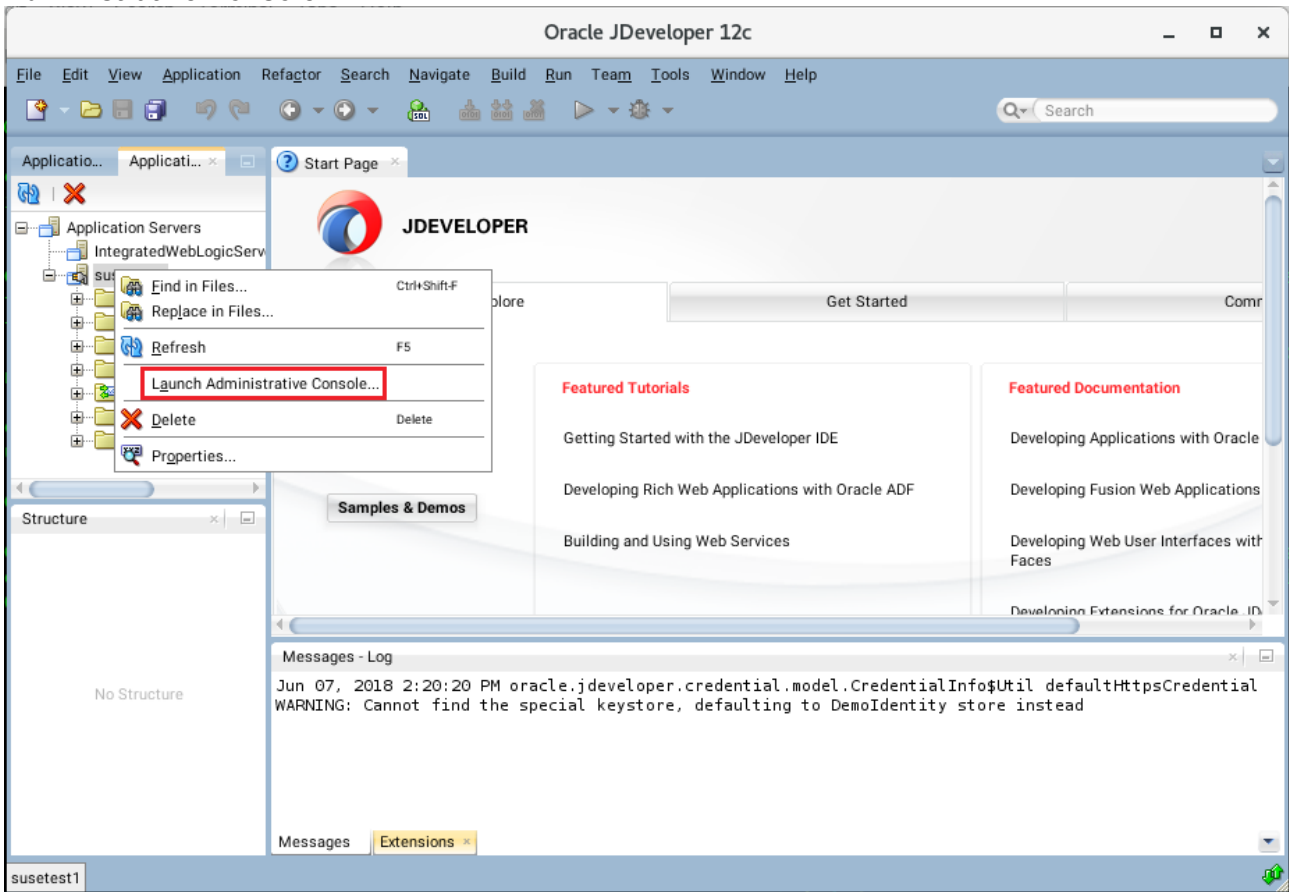 Oracle JDeveloper 12c
File Edit View Application Refactor Search Navigate Build Run Team Tools Window Help
Search
Applicatio... Applicati...
Start Page
Application Servers
IntegratedWebLogicServ
JDEVELOPER
Find in Files... Ctrl+Shift-F
Replace in Files...
Refresh F5
Launch Administrative Console...
Delete Delete
Properties...
plore
Get Started
Comm
Featured Tutorials
Getting Started with the JDeveloper IDE
Developing Rich Web Applications with Oracle ADF
Building and Using Web Services
Featured Documentation
Developing Applications with Oracle
Developing Fusion Web Applications
Developing Web User Interfaces with
Faces
Developing Extensions for Oracle JD
Samples & Demos
Structure
No Structure
Messages - Log
Jun 07, 2018 2:20:20 PM oracle.jdeveloper.credential.model.CredentialInfo$Util defaultHttpsCredential
WARNING: Cannot find the special keystore, defaulting to DemoIdentity store instead
Messages Extensions
susetest1